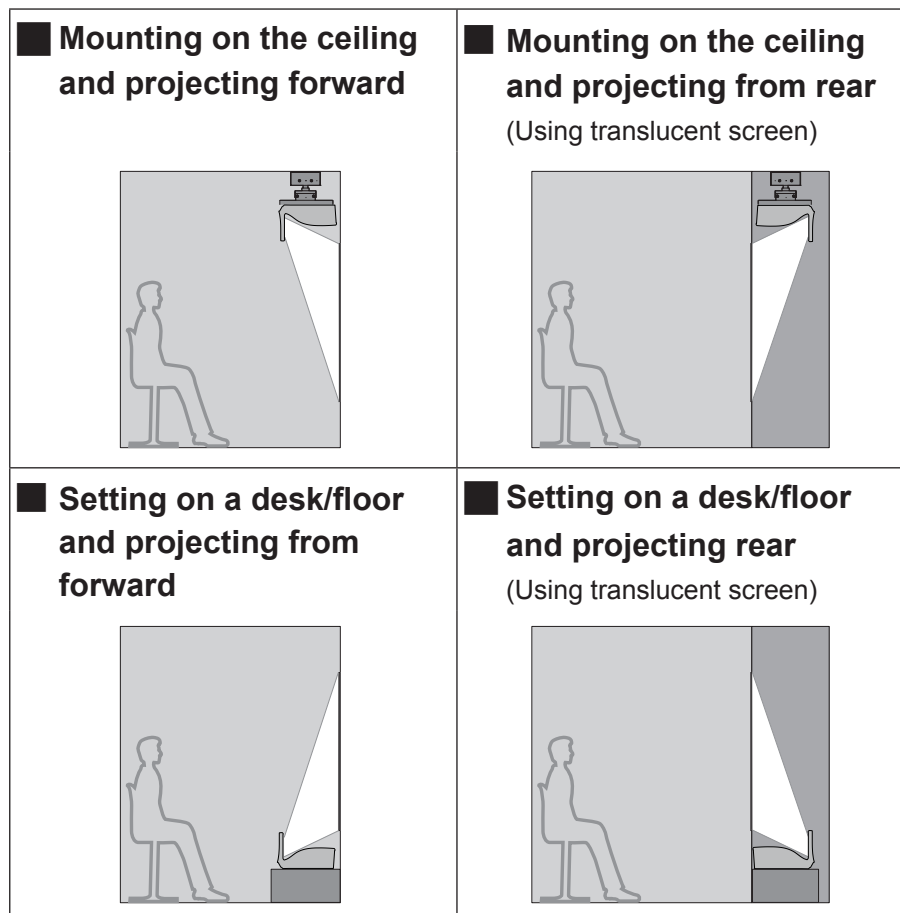 Mounting on the ceiling
and projecting forward
Mounting on the ceiling
and projecting from rear
(Using translucent screen)
Setting on a desk/floor
and projecting from
forward
Setting on a desk/floor
and projecting rear
(Using translucent screen)